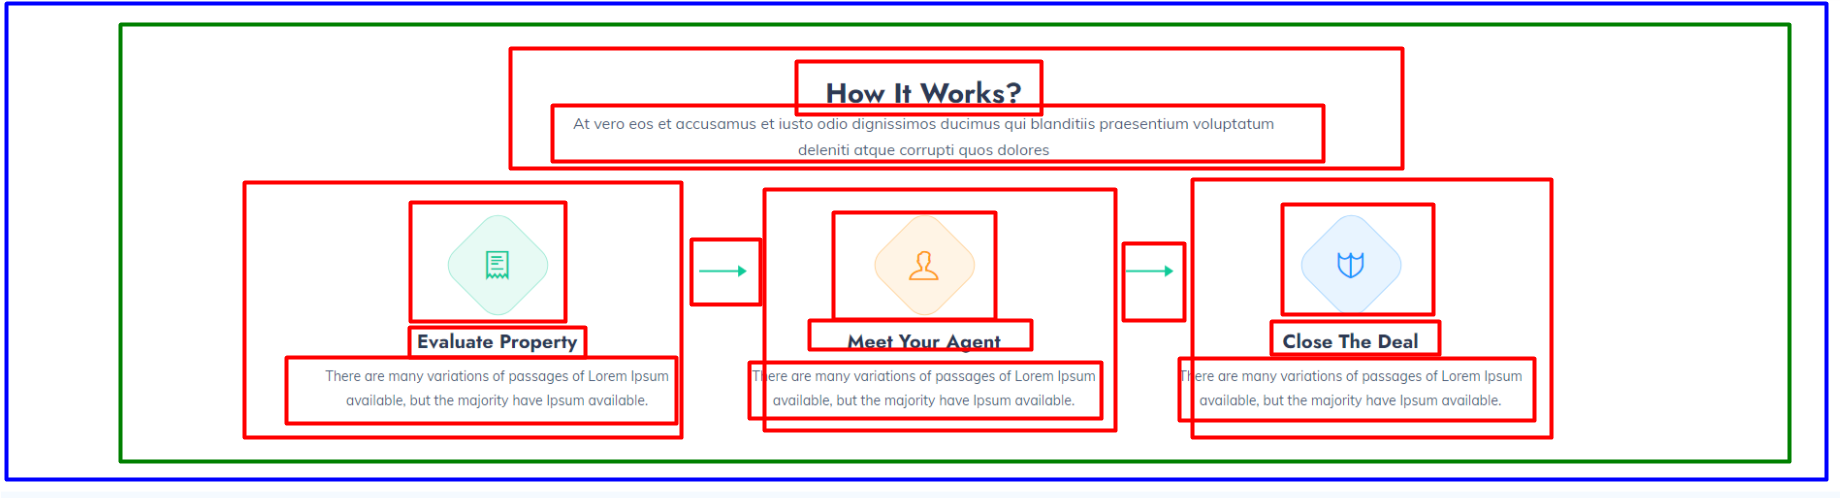 How It Works?
At vero eos et accusamus et iusto odio dignissimos ducimus qui blanditiis praesentium voluptatum
deleniti atque corrupti quos dolores
Evaluate Property
There are many variations of passages of Lorem Ipsum
available, but the majority have Ipsum available.
Meet Your Agent
There are many variations of passages of Lorem Ipsum
available, but the majority have Ipsum available.
Close The Deal
There are many variations of passages of Lorem Ipsum
available, but the majority have Ipsum available.